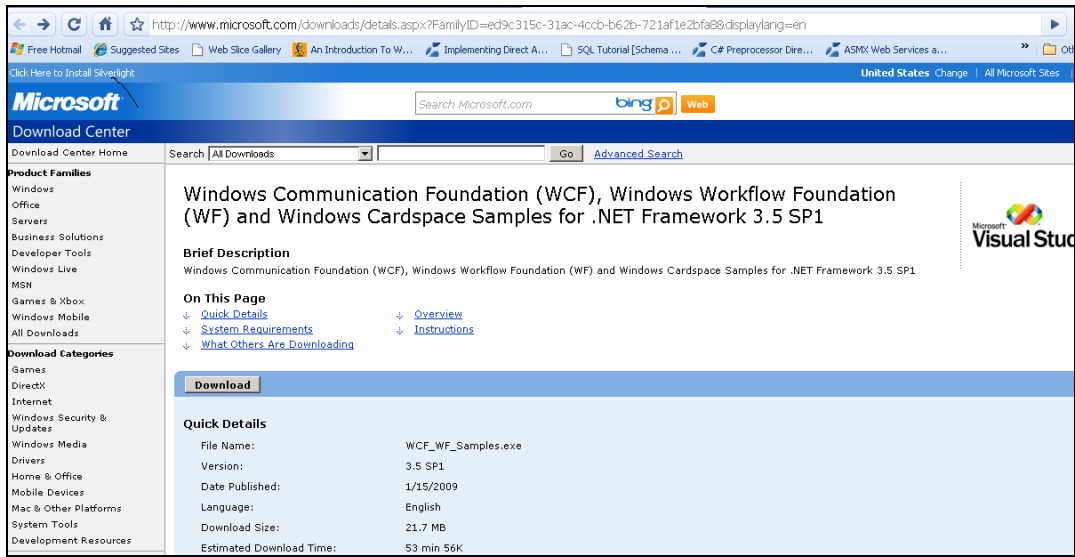 http://www.microsoft.com/downloads/details.aspx?FamilyID=ed9c315c-31ac-4ccb-b62b-721af1e2bfa8&displaylang=en
Free Hotmail Suggested Sites Web Slice Gallery An Introduction To W... Implementing Direct A... SQL Tutorial [Schema ... C# Preprocessor Dire... ASMX Web Services a... » Oth
Click Here to Install Silverlight United States Change | All Microsoft Sites |
Microsoft Search Microsoft.com bing Web
Download Center
Download Center Home Search All Downloads Go Advanced Search
Product Families
Windows
Office
Servers
Business Solutions
Developer Tools
Windows Live
MSN
Games & Xbox
Windows Mobile
All Downloads
Download Categories
Games
DirectX
Internet
Windows Security &
Updates
Windows Media
Drivers
Home & Office
Mobile Devices
Mac & Other Platforms
System Tools
Development Resources
Windows Communication Foundation (WCF), Windows Workflow Foundation
(WF) and Windows Cardspace Samples for .NET Framework 3.5 SP1
Microsoft
Visual Stud
Brief Description
Windows Communication Foundation (WCF), Windows Workflow Foundation (WF) and Windows Cardspace Samples for .NET Framework 3.5 SP1
On This Page
Quick Details Overview
System Requirements Instructions
What Others Are Downloading
Download
Quick Details
File Name: WCF_WF_Samples.exe
Version: 3.5 SP1
Date Published: 1/15/2009
Language: English
Download Size: 21.7 MB
Estimated Download Time: 53 min 56K